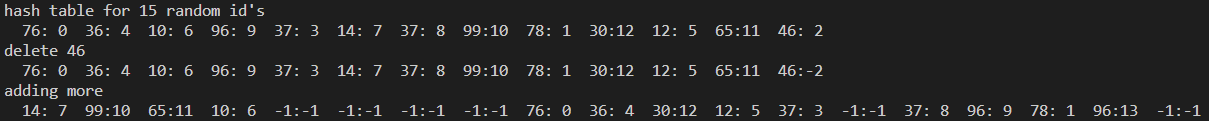 hash table for 15 random id's
  76: 0  36: 4  10: 6  96: 9  37: 3  14: 7  37: 8  99:10  78: 1  30:12  12: 5  65:11  46: 2
delete 46
  76: 0  36: 4  10: 6  96: 9  37: 3  14: 7  37: 8  99:10  78: 1  30:12  12: 5  65:11  46:-2
adding more
  14: 7  99:10  65:11  10: 6  -1:-1  -1:-1  -1:-1  -1:-1  76: 0  36: 4  30:12  12: 5  37: 3  -1:-1  37: 8  96: 9  78: 1  96:13  -1:-1